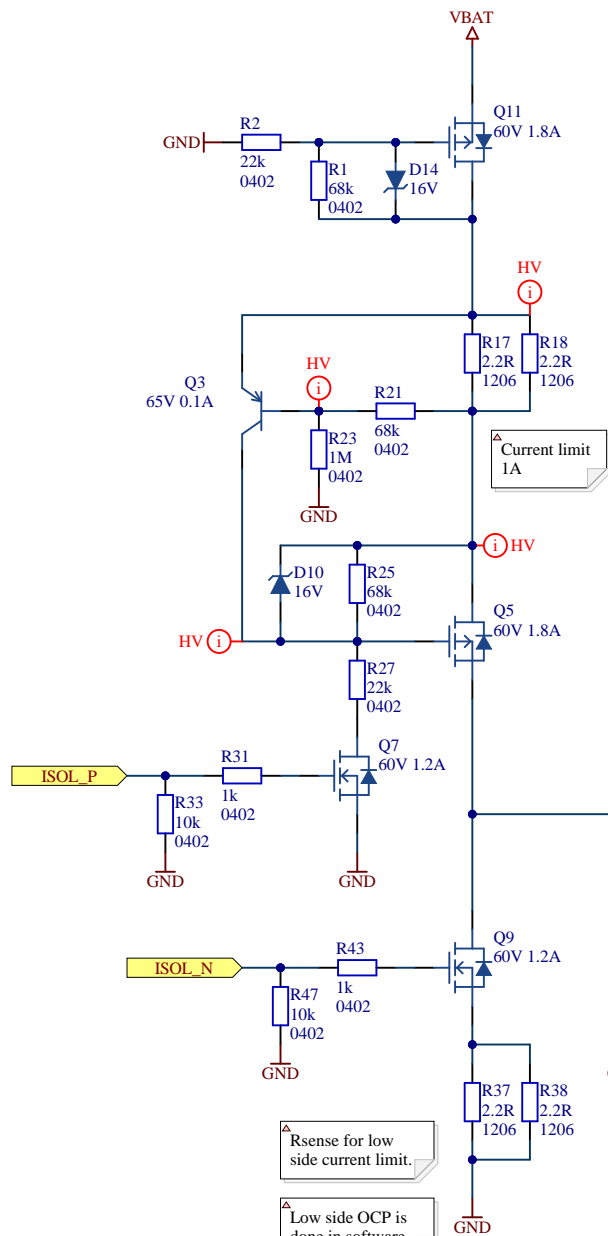 VBAT
Q11
60V 1.8A
R2
GND
22k
0402
R1
68k
0402
D14
16V
HV
R17
2.2R
1206
R18
2.2R
1206
HV
Q3
65V 0.1A
R21
68k
0402
R23
1M
0402
GND
Current limit
1A
HV
D10
16V
R25
68k
0402
Q5
60V 1.8A
HV
R27
22k
0402
Q7
60V 1.2A
ISOL_P
R31
1k
0402
R33
10k
0402
GND
GND
Q9
60V 1.2A
ISOL_N
R43
1k
0402
R47
10k
0402
GND
R37
2.2R
1206
R38
2.2R
1206
Rsense for low
side current limit.
Low side OCP is
done in software
GND